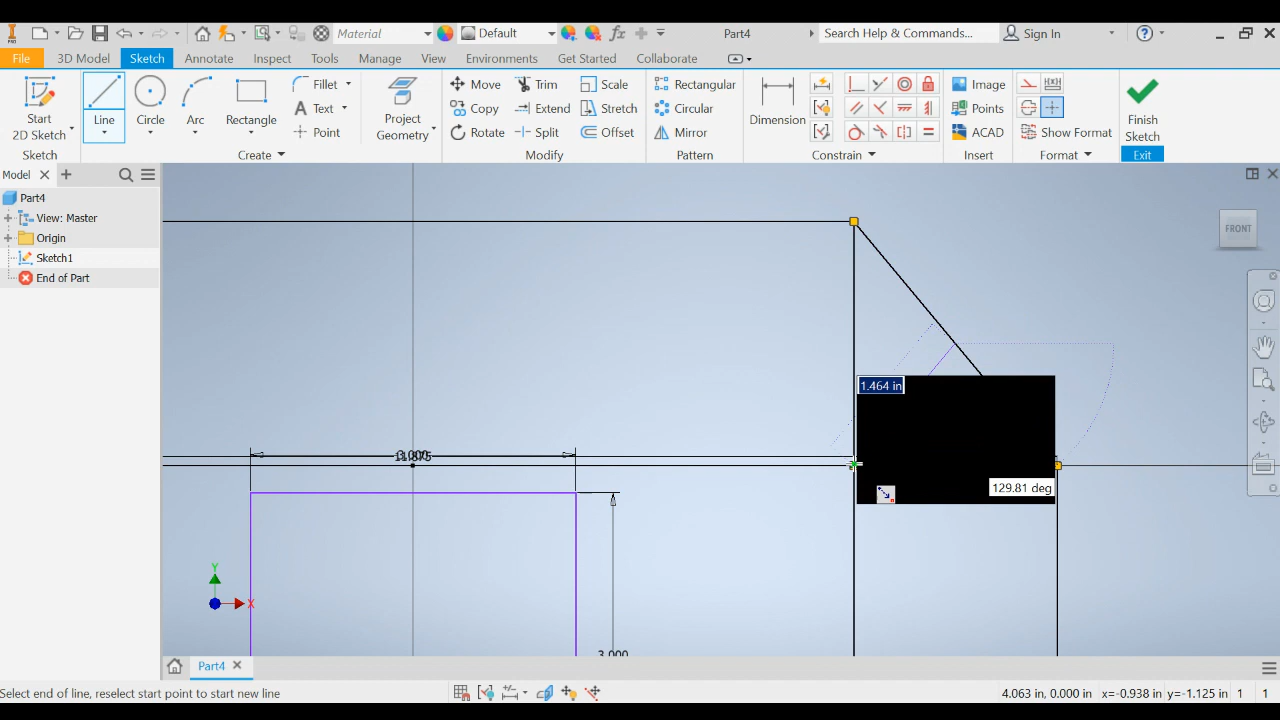 PRO Material Default Part4 Search Help & Commands... Sign In
File 3D Model Sketch Annotate Inspect View Tools Manage View Environments Get Started Collaborate
Start 2D Sketch
Line
Circle
Arc
Rectangle
Fillet
Text
Point
Project Geometry
Move Trim Scale
Copy Extend Stretch
Rotate Split Offset
Rectangular
Circular
Mirror
Dimension
Image
Points
ACAD
Show Format
Finish Sketch
Sketch Create Modify Pattern Constrain Insert Format Exit
Model
Part4
View: Master
Origin
Sketch1
End of Part
FRONT
1.464 in
129.81 deg
3.000
Y
X
3.000
Part4
Select end of line, reselect start point to start new line
4.063 in, 0.000 in x=-0.938 in y=-1.125 in 1 1